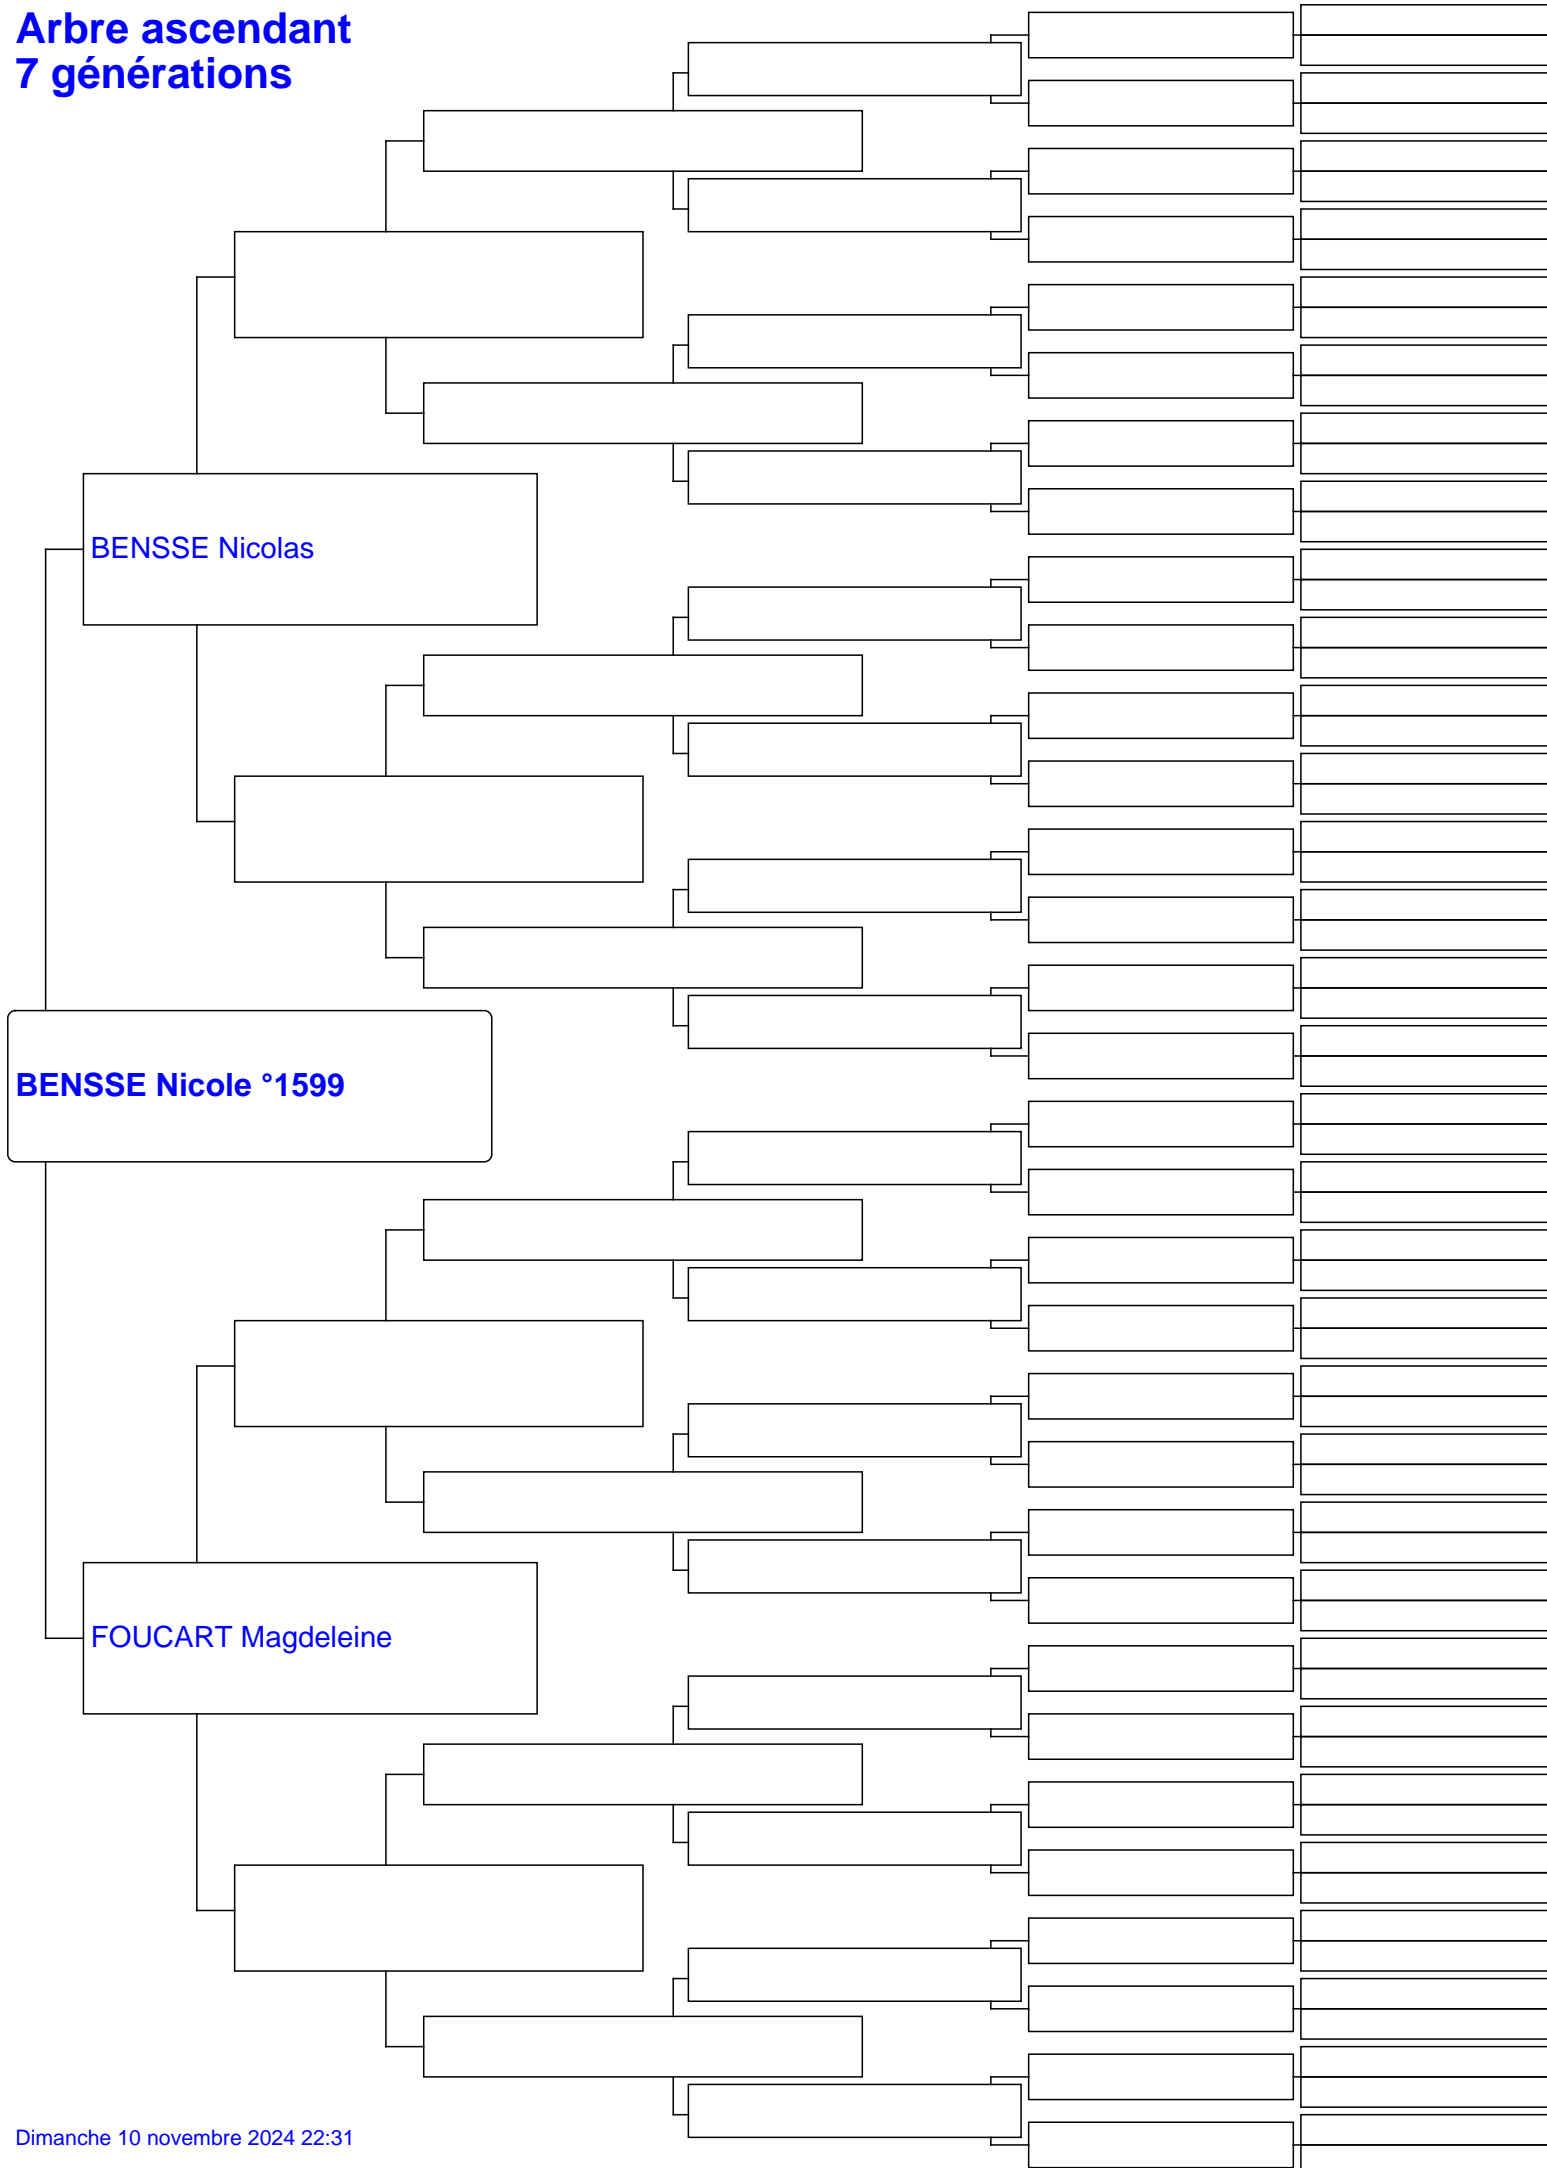 Arbre ascendant
7 générations
BENSSE Nicolas
BENSSE Nicole °1599
FOUCART Magdeleine
Dimanche 10 novembre 2024 22:31